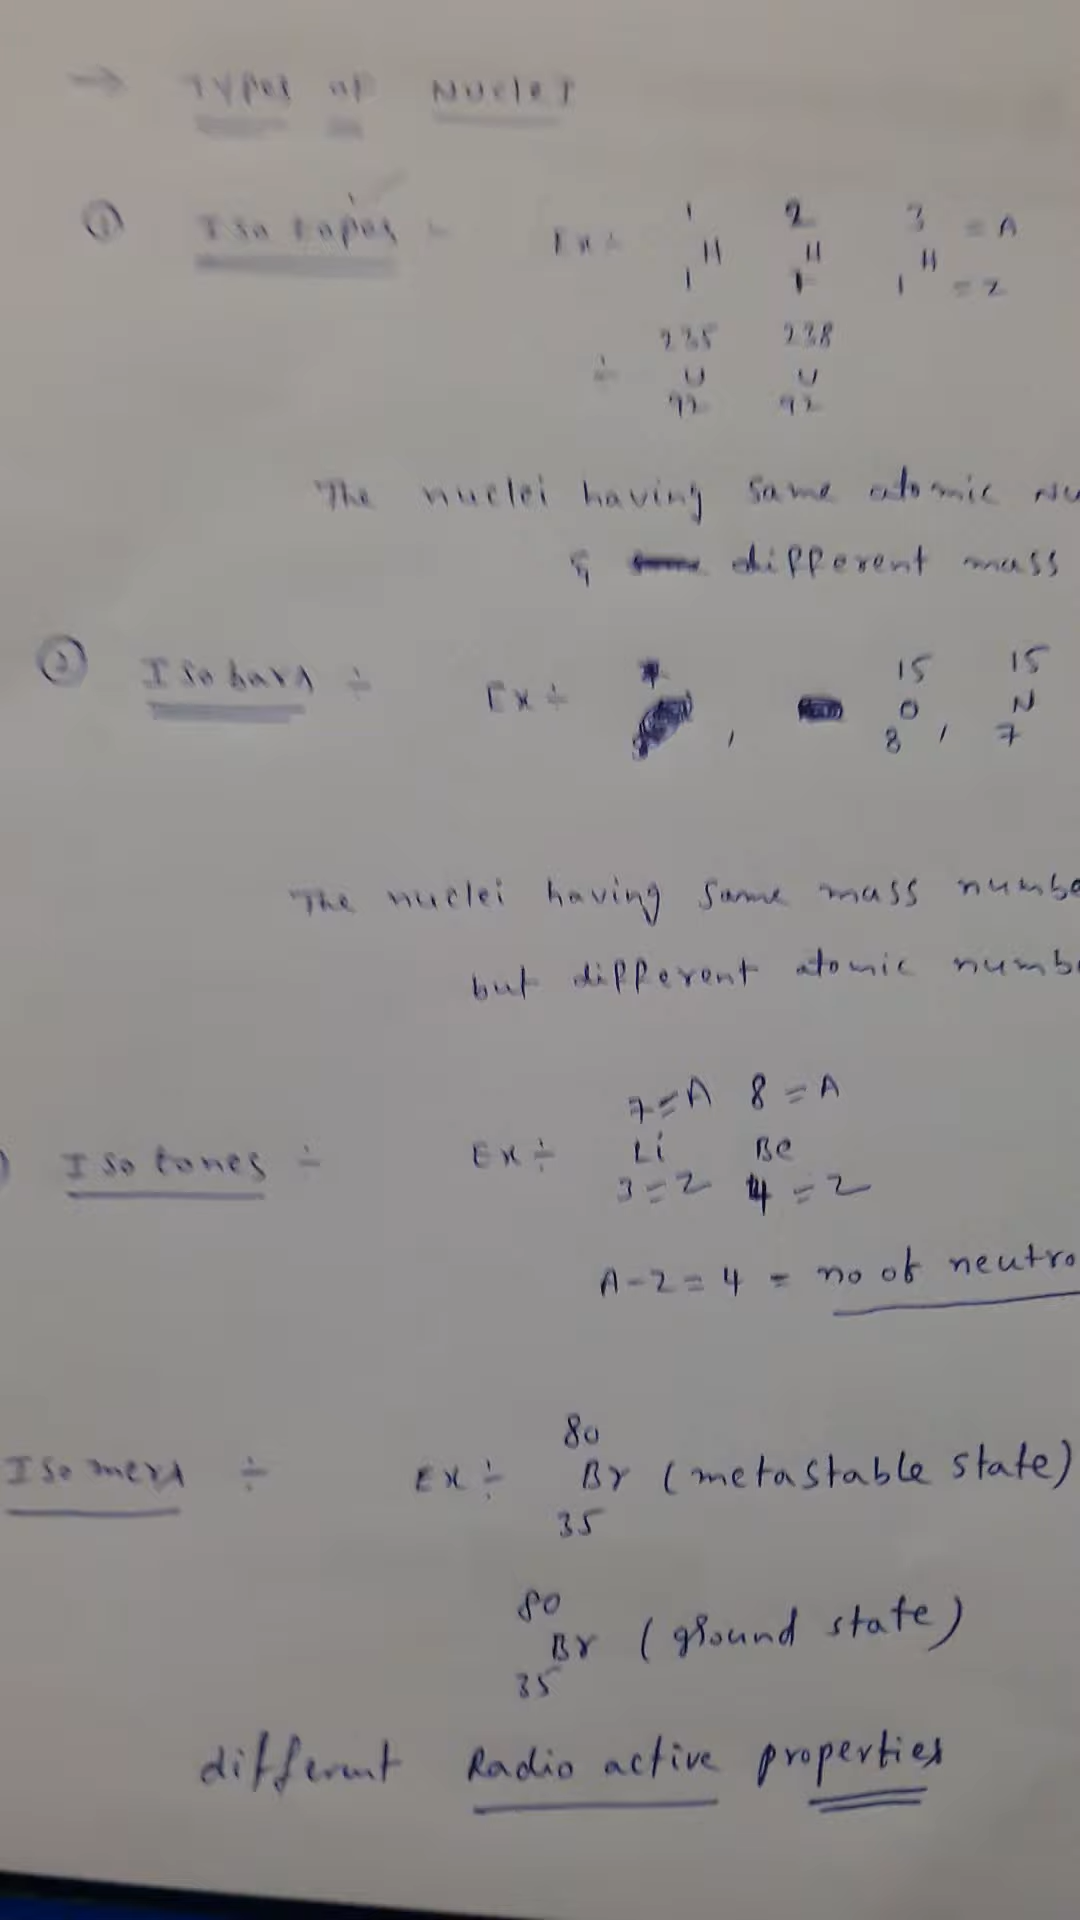 → Types of Nuclei
① Isotopes - Ex ÷ 1 2 3 = A
H H H
1 1 1 = Z
235 238
÷ U U
92 92
The nuclei having same atomic Nu
& different mass
② Isobars ÷ Ex ÷ , 15 15
O N
8 , 7
The nuclei having same mass numbe
but different atomic numbe
7=A 8=A
) Isotones ÷ Ex ÷ Li Be
3=Z 4=Z
A-Z=4 = no of neutro
80
Isomers ÷ Ex ÷ Br (metastable state)
35
80
Br (ground state)
35
different Radio active properties